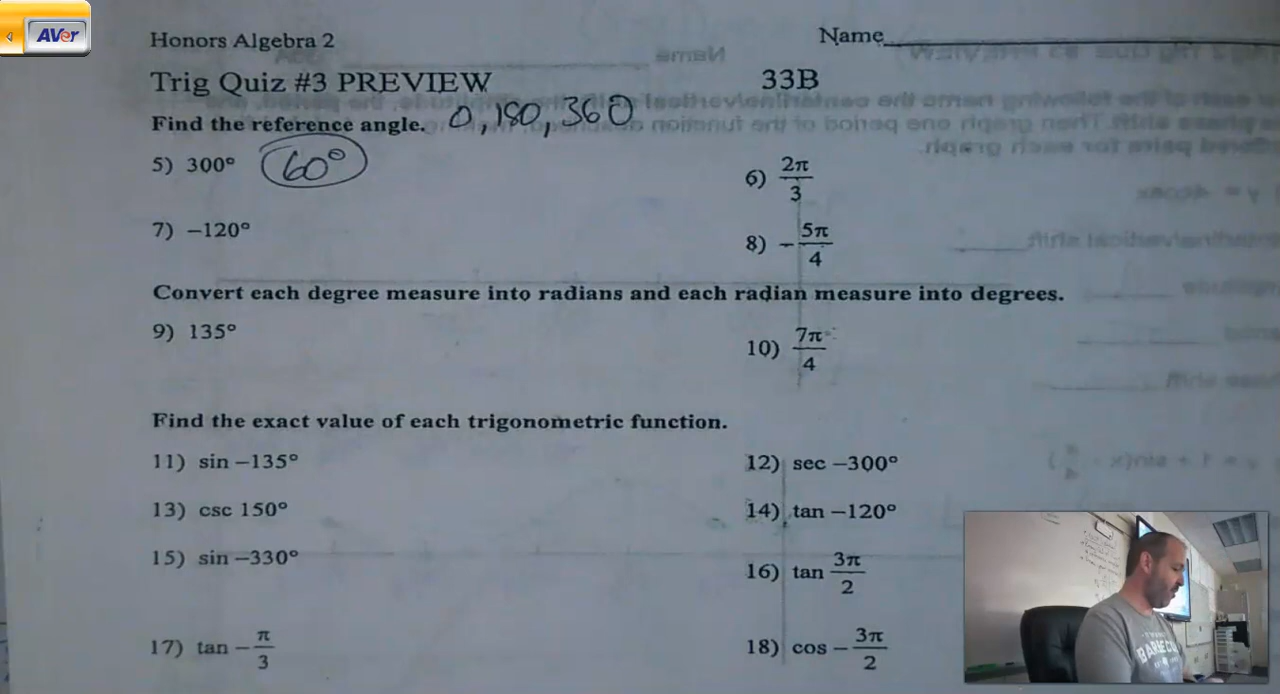 AVer
Honors Algebra 2
Name
Trig Quiz #3 PREVIEW 33B
Find the reference angle. 0, 180, 360
5) 300° 60°
6) 2π/3
7) −120°
8) −5π/4
Convert each degree measure into radians and each radian measure into degrees.
9) 135°
10) 7π/4
Find the exact value of each trigonometric function.
11) sin −135°
12) sec −300°
13) csc 150°
14) tan −120°
15) sin −330°
16) tan 3π/2
17) tan −π/3
18) cos −3π/2